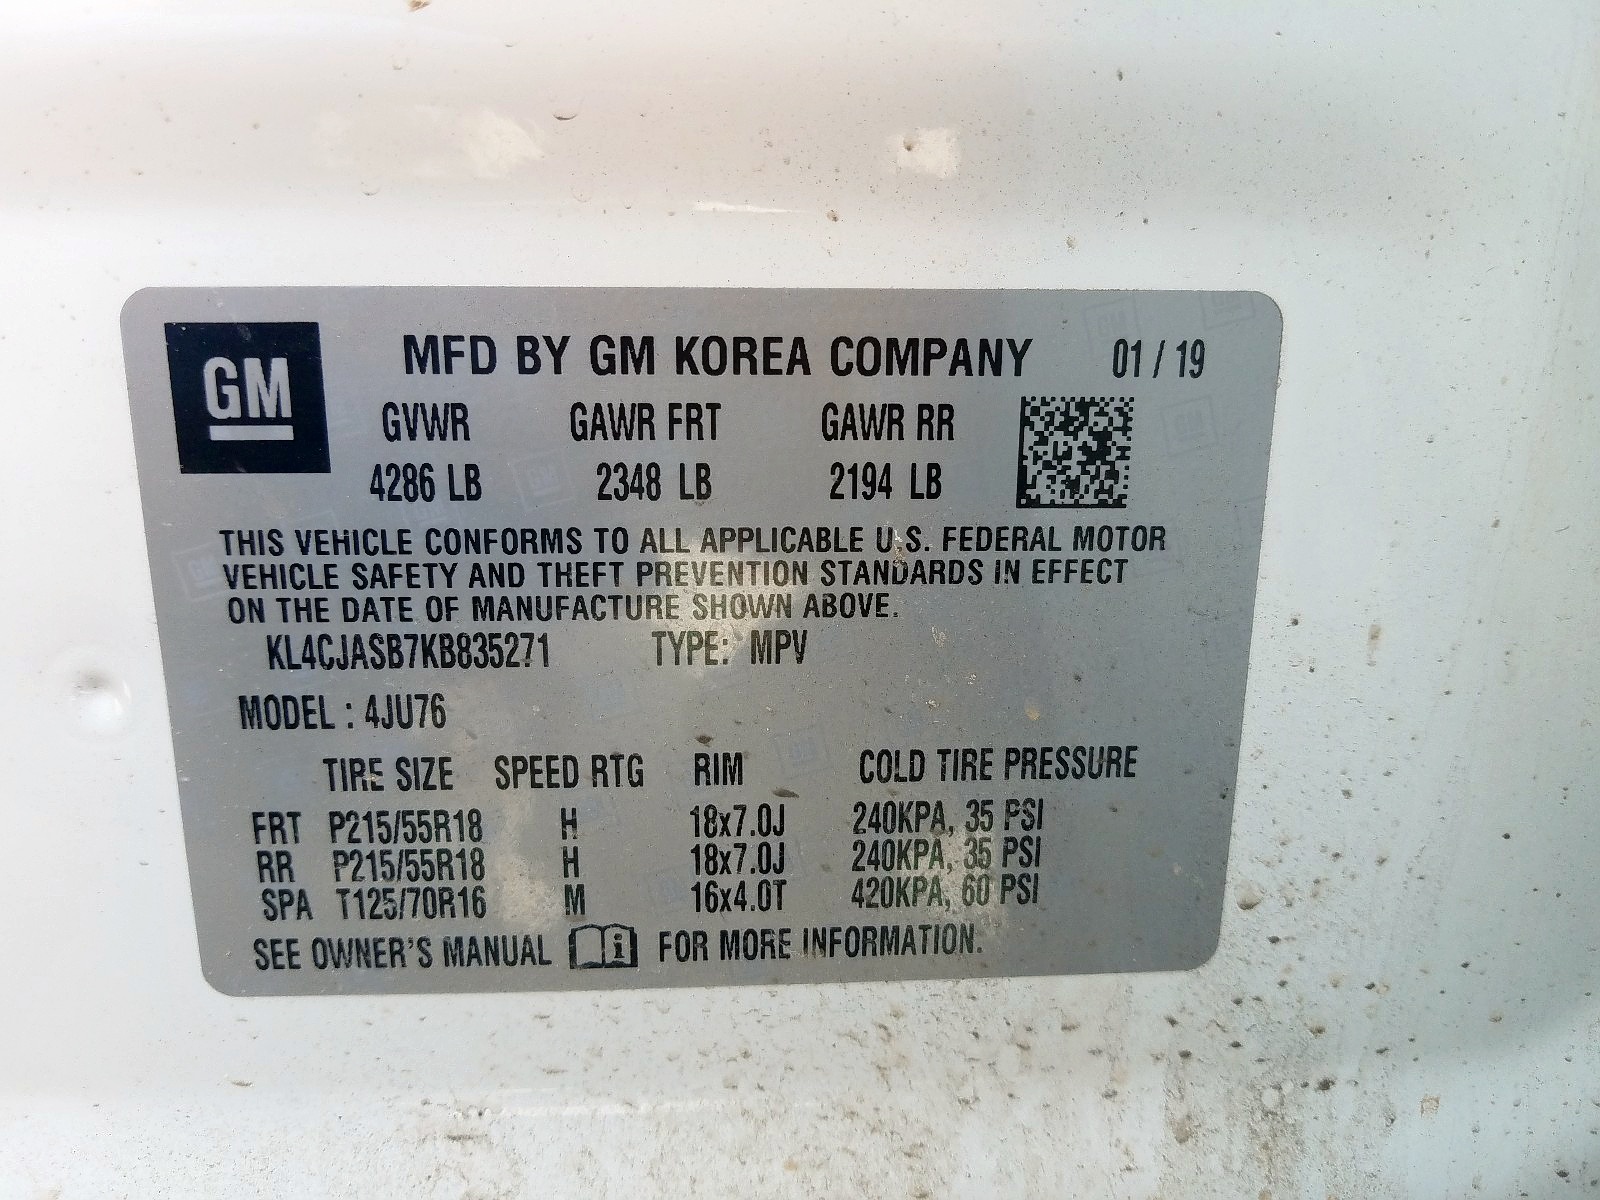 GM
MFD BY GM KOREA COMPANY 01 / 19
GVWR GAWR FRT GAWR RR
4286 LB 2348 LB 2194 LB
THIS VEHICLE CONFORMS TO ALL APPLICABLE U.S. FEDERAL MOTOR
VEHICLE SAFETY AND THEFT PREVENTION STANDARDS IN EFFECT
ON THE DATE OF MANUFACTURE SHOWN ABOVE.
KL4CJASB7KB835271 TYPE: MPV
MODEL : 4JU76
TIRE SIZE SPEED RTG RIM COLD TIRE PRESSURE
FRT P215/55R18 H 18x7.0J 240KPA, 35 PSI
RR P215/55R18 H 18x7.0J 240KPA, 35 PSI
SPA T125/70R16 M 16x4.0T 420KPA, 60 PSI
SEE OWNER'S MANUAL i FOR MORE INFORMATION.